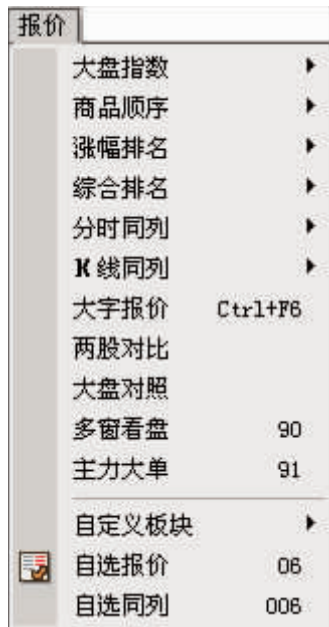 报价
大盘指数
商品顺序
涨幅排名
综合排名
分时同列
K线同列
大字报价 Ctrl+F6
两股对比
大盘对照
多窗看盘 90
主力大单 91
自定义板块
自选报价 06
自选同列 006